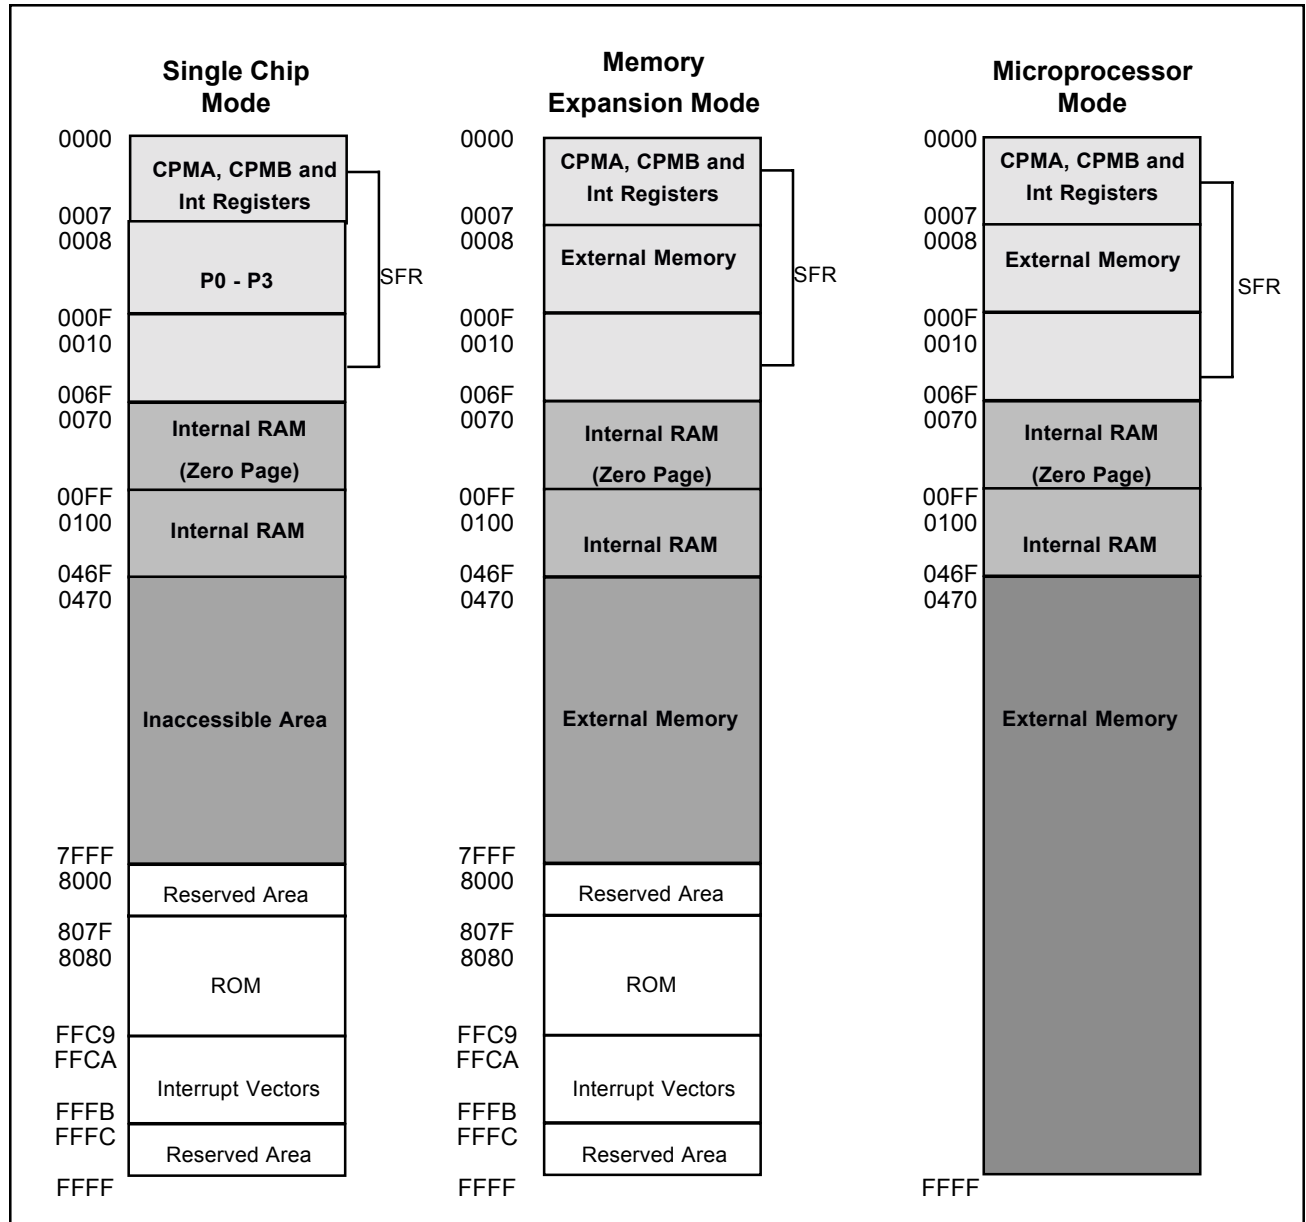 Single Chip
Mode
0000
CPMA, CPMB and
Int Registers
0007
0008
P0 - P3
SFR
000F
0010
006F
0070
Internal RAM
(Zero Page)
00FF
0100
Internal RAM
046F
0470
Inaccessible Area
7FFF
8000
Reserved Area
807F
8080
ROM
FFC9
FFCA
Interrupt Vectors
FFFB
FFFC
Reserved Area
FFFF
Memory
Expansion Mode
0000
CPMA, CPMB and
Int Registers
0007
0008
External Memory
SFR
000F
0010
006F
0070
Internal RAM
(Zero Page)
00FF
0100
Internal RAM
046F
0470
External Memory
7FFF
8000
Reserved Area
807F
8080
ROM
FFC9
FFCA
Interrupt Vectors
FFFB
FFFC
Reserved Area
FFFF
Microprocessor
Mode
0000
CPMA, CPMB and
Int Registers
0007
0008
External Memory
SFR
000F
0010
006F
0070
Internal RAM
(Zero Page)
00FF
0100
Internal RAM
046F
0470
External Memory
FFFF